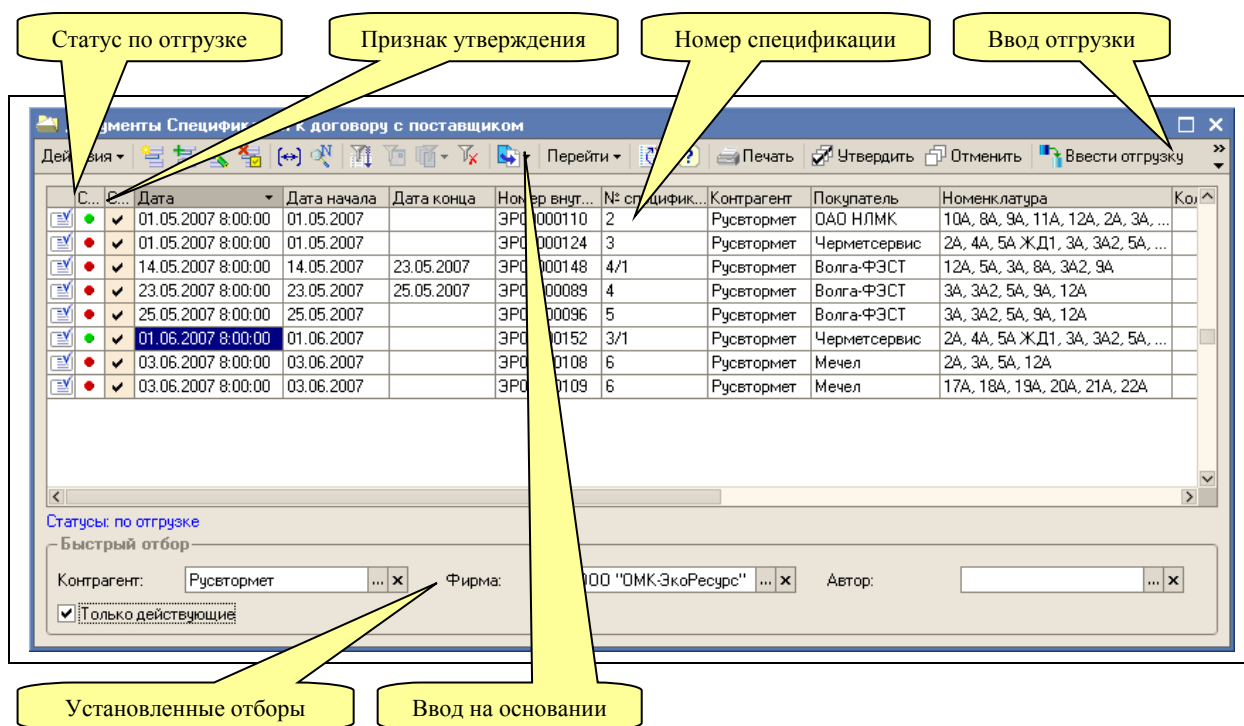 Статус по отгрузке
Признак утверждения
Номер спецификации
Ввод отгрузки
к договору с поставщиком
Перейти
Печать
Утвердить
Отменить
Ввести отгрузку
С... С... Дата Дата начала Дата конца Номер внут... № специфик... Контрагент Покупатель Номенклатура
01.05.2007 8:00:00 01.05.2007 2 Русвтормет ОАО НЛМК 10А, 8А, 9А, 11А, 12А, 2А, 3А, ...
01.05.2007 8:00:00 01.05.2007 3 Русвтормет Черметсервис 2А, 4А, 5А ЖД1, 3А, 3А2, 5А, ...
14.05.2007 8:00:00 14.05.2007 23.05.2007 4/1 Русвтормет Волга-ФЭСТ 12А, 5А, 3А, 8А, 3А2, 9А
23.05.2007 8:00:00 23.05.2007 25.05.2007 4 Русвтормет Волга-ФЭСТ 3А, 3А2, 5А, 9А, 12А
25.05.2007 8:00:00 25.05.2007 5 Русвтормет Волга-ФЭСТ 3А, 3А2, 5А, 9А, 12А
01.06.2007 8:00:00 01.06.2007 3/1 Русвтормет Черметсервис 2А, 4А, 5А ЖД1, 3А, 3А2, 5А, ...
03.06.2007 8:00:00 03.06.2007 6 Русвтормет Мечел 2А, 3А, 5А, 12А
03.06.2007 8:00:00 03.06.2007 6 Русвтормет Мечел 17А, 18А, 19А, 20А, 21А, 22А
Статусы: по отгрузке
Быстрый отбор
Контрагент: Русвтормет ... x Фирма: "ОМК-ЭкоРесурс" ... x Автор: ... x
Только действующие
Установленные отборы
Ввод на основании